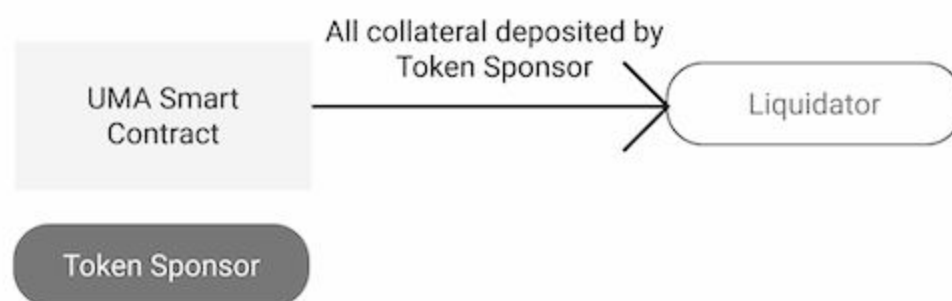 All collateral deposited by
Token Sponsor
UMA Smart
Contract
Liquidator
Token Sponsor